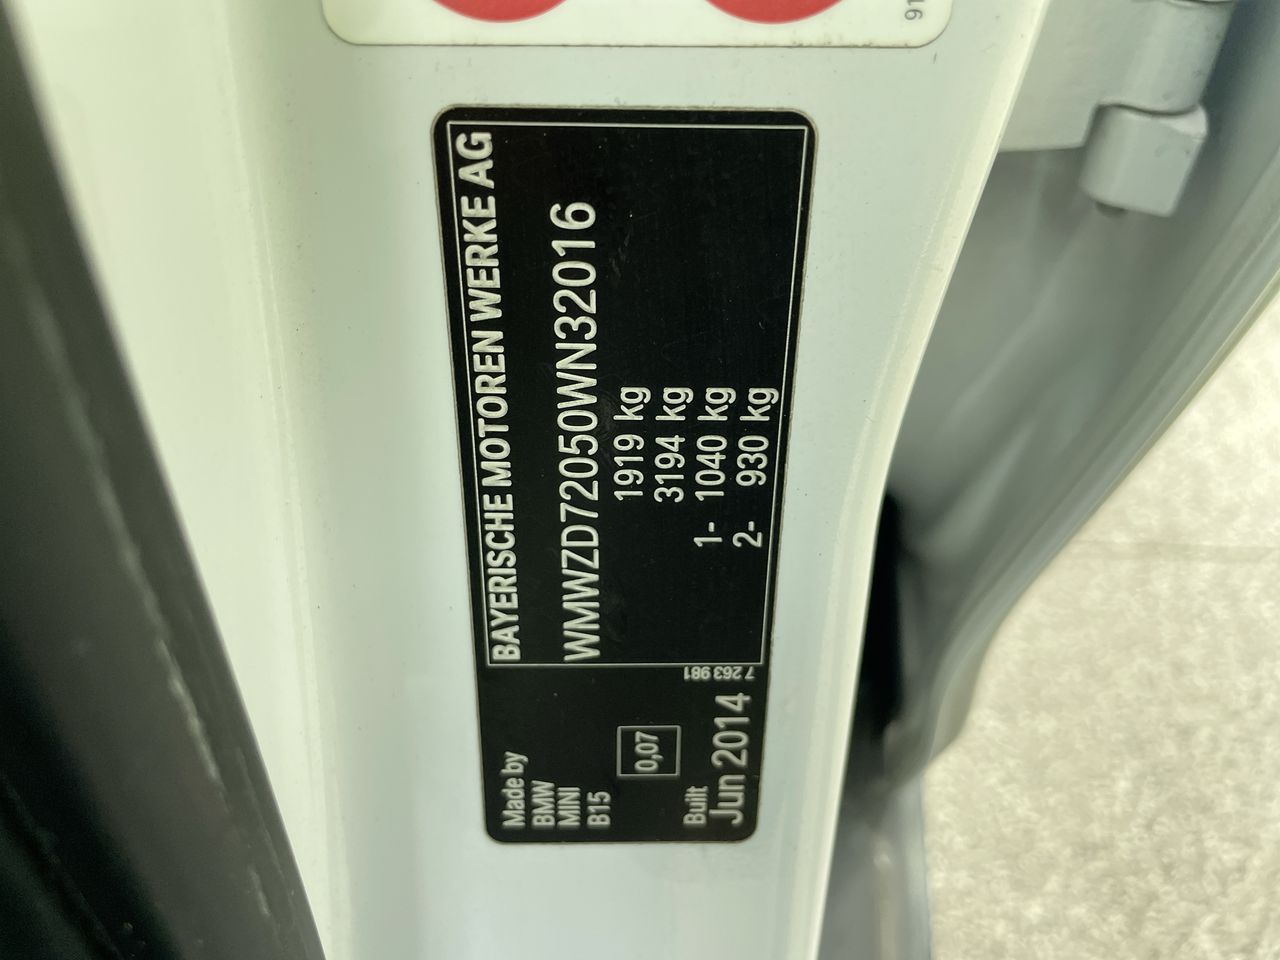 BAYERISCHE MOTOREN WERKE AG
WMWZD72050WN32016
1919 kg
3194 kg
1- 1040 kg
2- 930 kg
7 263 981
Made by
BMW
MINI
B15
0,07
Built
Jun 2014
91